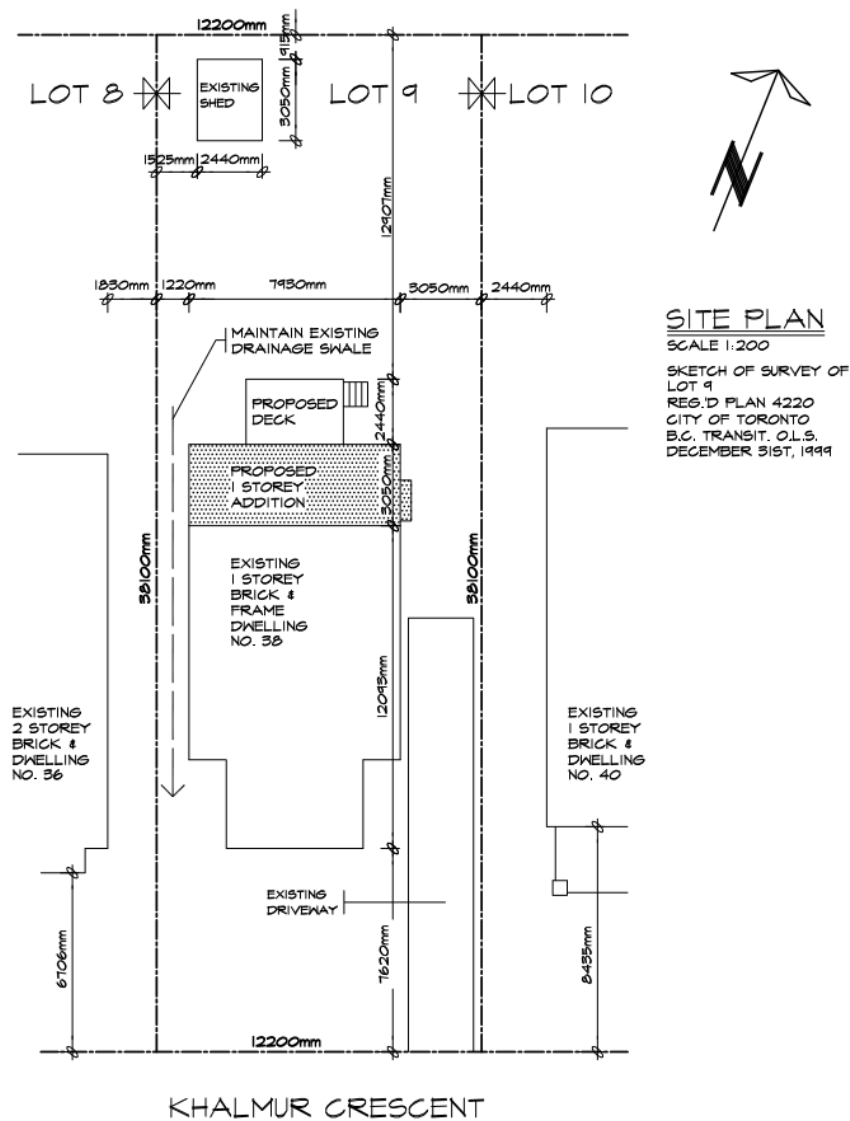 12200mm
915mm
LOT 8
EXISTING
SHED
3050mm
LOT 9
LOT 10
1525mm
2440mm
12907mm
N
1830mm
1220mm
7930mm
3050mm
2440mm
SITE PLAN
SCALE 1:200
SKETCH OF SURVEY OF
LOT 9
REG.'D PLAN 4220
CITY OF TORONTO
B.C. TRANSIT. O.L.S.
DECEMBER 31ST, 1999
MAINTAIN EXISTING
DRAINAGE SWALE
PROPOSED
DECK
2440mm
PROPOSED
1 STOREY
ADDITION
3050mm
38100mm
EXISTING
1 STOREY
BRICK &
FRAME
DWELLING
NO. 38
38100mm
12093mm
EXISTING
2 STOREY
BRICK &
DWELLING
NO. 36
EXISTING
1 STOREY
BRICK &
DWELLING
NO. 40
EXISTING
DRIVEWAY
6706mm
7620mm
8435mm
12200mm
KHALMUR CRESCENT